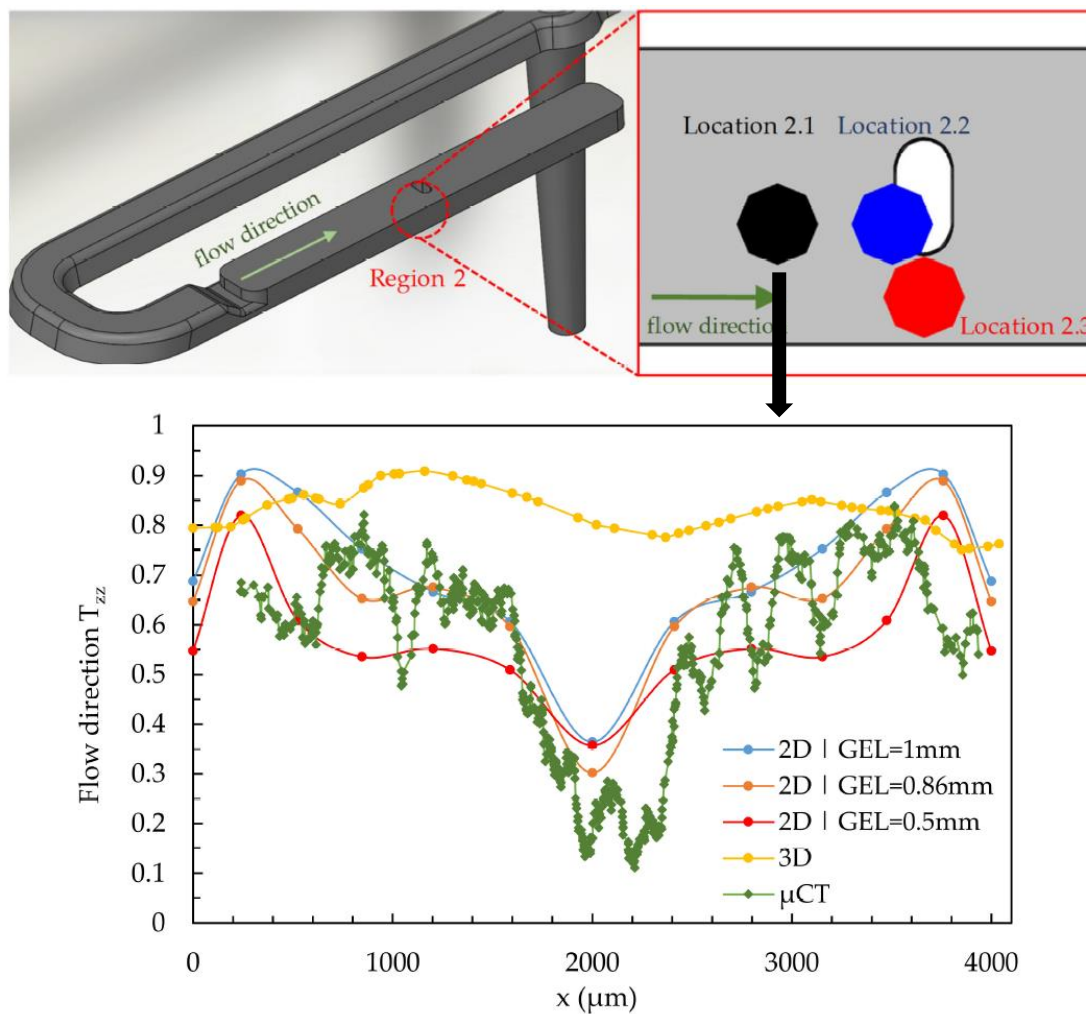 flow direction
Region 2
Location 2.1
Location 2.2
flow direction
Location 2.3
Flow direction T_zz
1
0.9
0.8
0.7
0.6
0.5
0.4
0.3
0.2
0.1
0
2D | GEL=1mm
2D | GEL=0.86mm
2D | GEL=0.5mm
3D
μCT
0
1000
2000
3000
4000
x (μm)